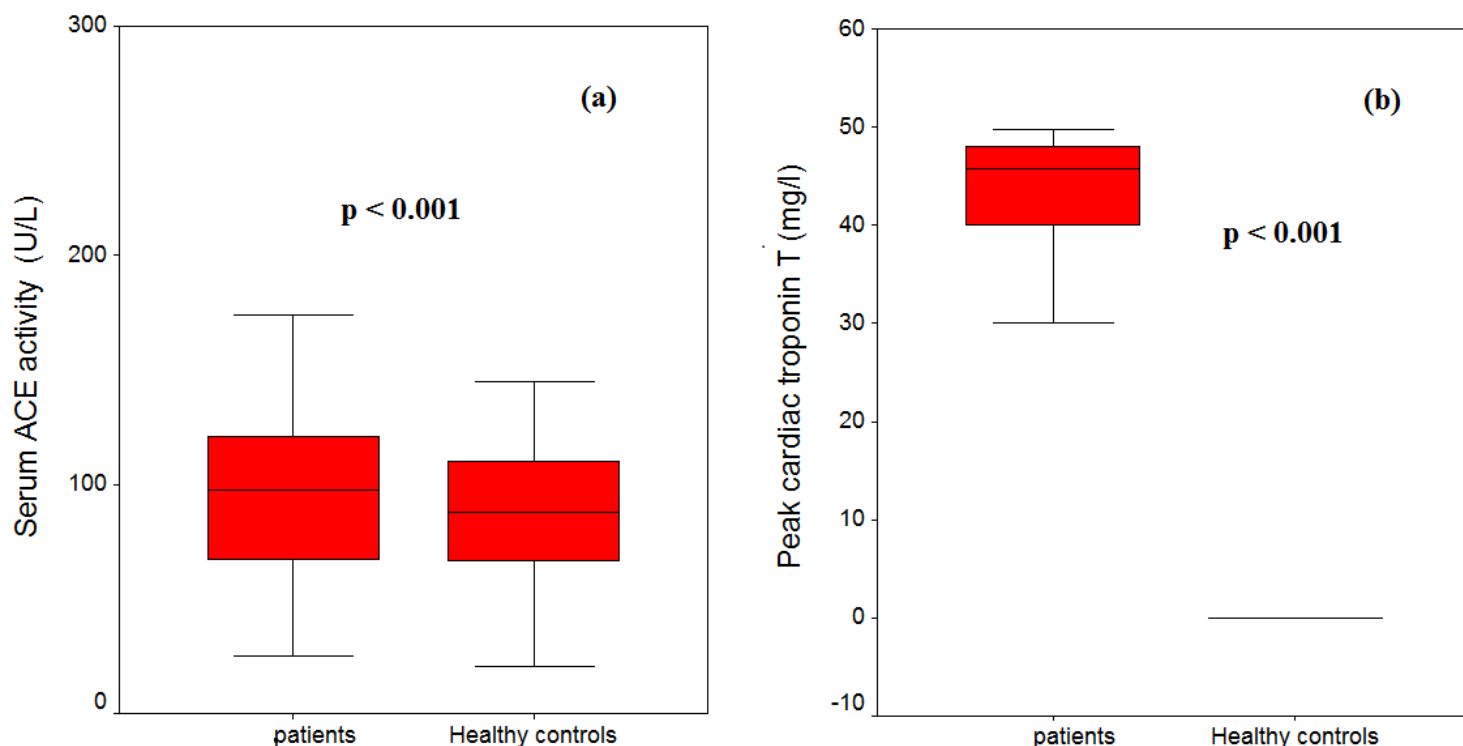 300
200
100
0
Serum ACE activity (U/L)
(a)
p < 0.001
patients
Healthy controls
60
50
40
30
20
10
0
-10
Peak cardiac troponin T (mg/l)
(b)
p < 0.001
patients
Healthy controls